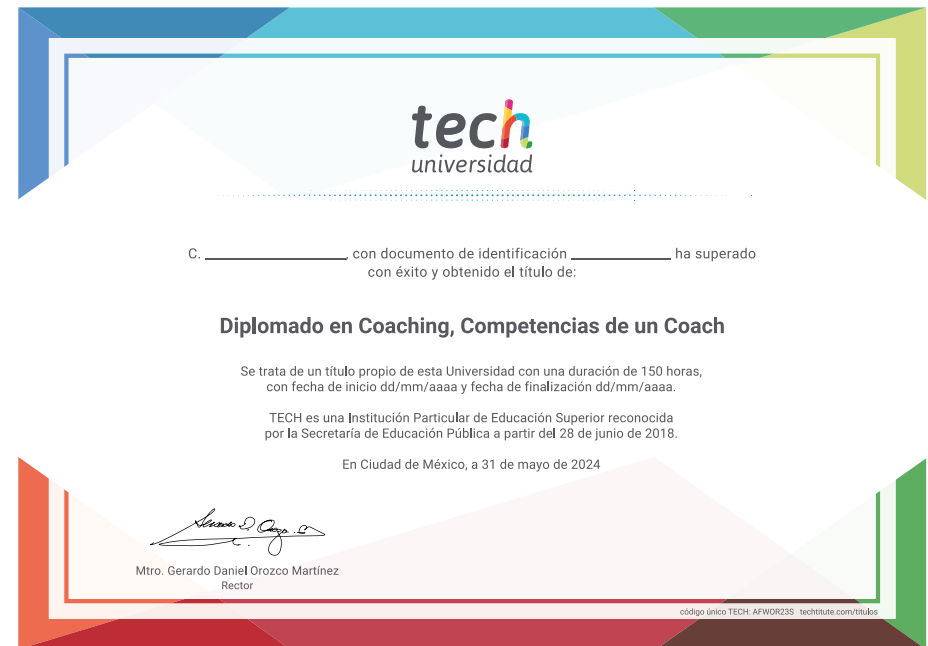 tech
universidad
C. ____________________, con documento de identificación ______________ ha superado
con éxito y obtenido el título de:
Diplomado en Coaching, Competencias de un Coach
Se trata de un título propio de esta Universidad con una duración de 150 horas,
con fecha de inicio dd/mm/aaaa y fecha de finalización dd/mm/aaaa.
TECH es una Institución Particular de Educación Superior reconocida
por la Secretaría de Educación Pública a partir del 28 de junio de 2018.
En Ciudad de México, a 31 de mayo de 2024
Mtro. Gerardo Daniel Orozco Martínez
Rector
código único TECH: AFWOR23S techtitute.com/titulos